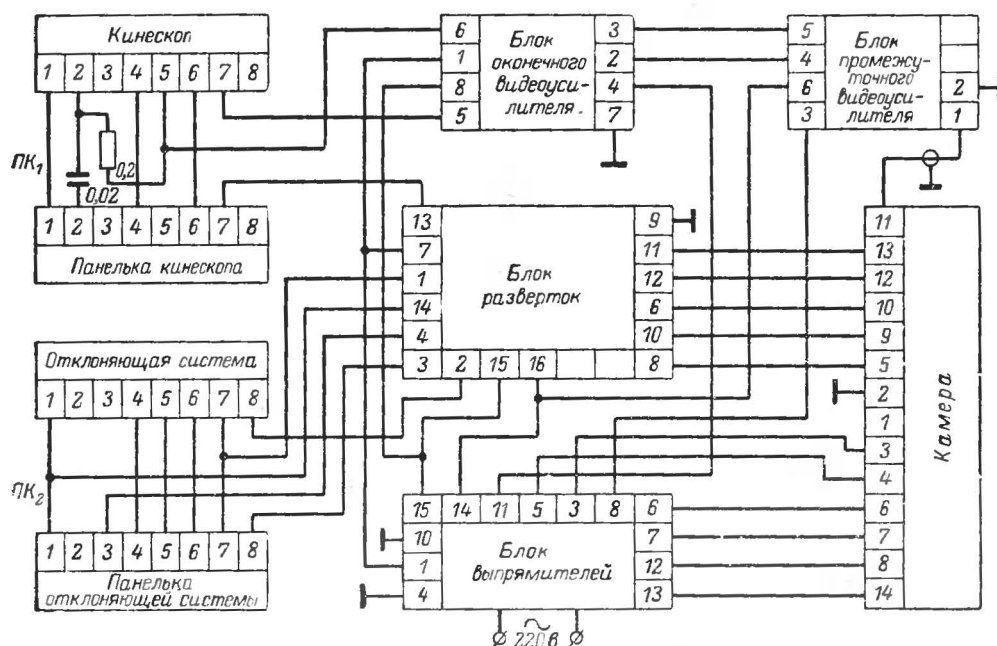 Кинескоп
1 2 3 4 5 6 7 8
ПК₁
0,2
0,02
1 2 3 4 5 6 7 8
Панелька кинескопа
Отклоняющая система
1 2 3 4 5 6 7 8
ПК₂
1 2 3 4 5 6 7 8
Панелька
отклоняющей системы
6
1
8
5
Блок
оконечного
видеоуси-
лителя.
3
2
4
7
5
4
6
3
Блок
промежу-
точного
видеоуси-
лителя
2
1
13
7
1
14
4
3
2 15 16
Блок
разверток
9
11
12
6
10
8
15 14 11 5 3 8
10
1
4
Блок
выпрямителей
6
7
12
13
~
220 в
11
13
12
10
9
5
2
1
3
4
6
7
8
14
Камера